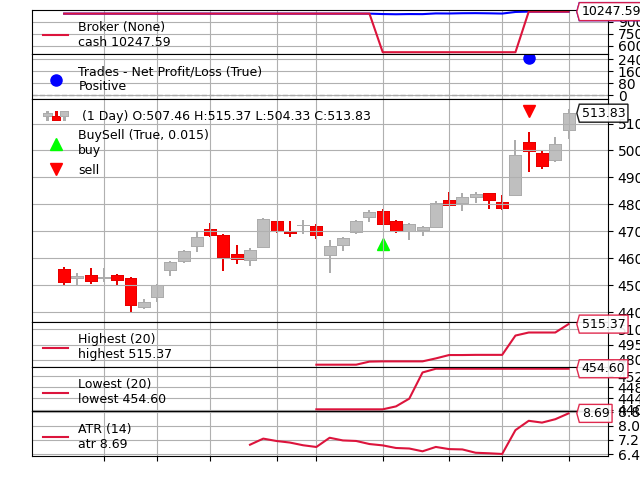 Broker (None)
cash 10247.59
10247.59
900
750
600
Trades - Net Profit/Loss (True)
Positive
240
160
80
0
(1 Day) O:507.46 H:515.37 L:504.33 C:513.83
BuySell (True, 0.015)
buy
sell
513.83
510
500
490
480
470
460
450
440
Highest (20)
highest 515.37
515.37
495
480
Lowest (20)
lowest 454.60
454.60
448
444
ATR (14)
atr 8.69
8.69
8.0
7.2
6.4